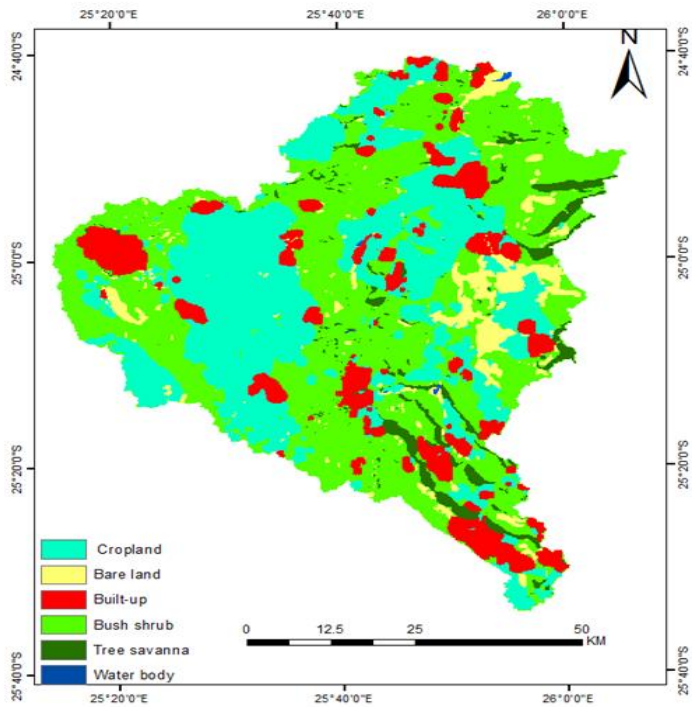 25°20'0"E 25°40'0"E 26°0'0"E
24°40'0"S 24°40'0"S
N
25°0'0"S 25°0'0"S
25°20'0"S 25°20'0"S
Cropland
Bare land
Built-up
Bush shrub
Tree savanna
Water body
0 12.5 25 50
KM
25°40'0"S 25°40'0"S
25°20'0"E 25°40'0"E 26°0'0"E